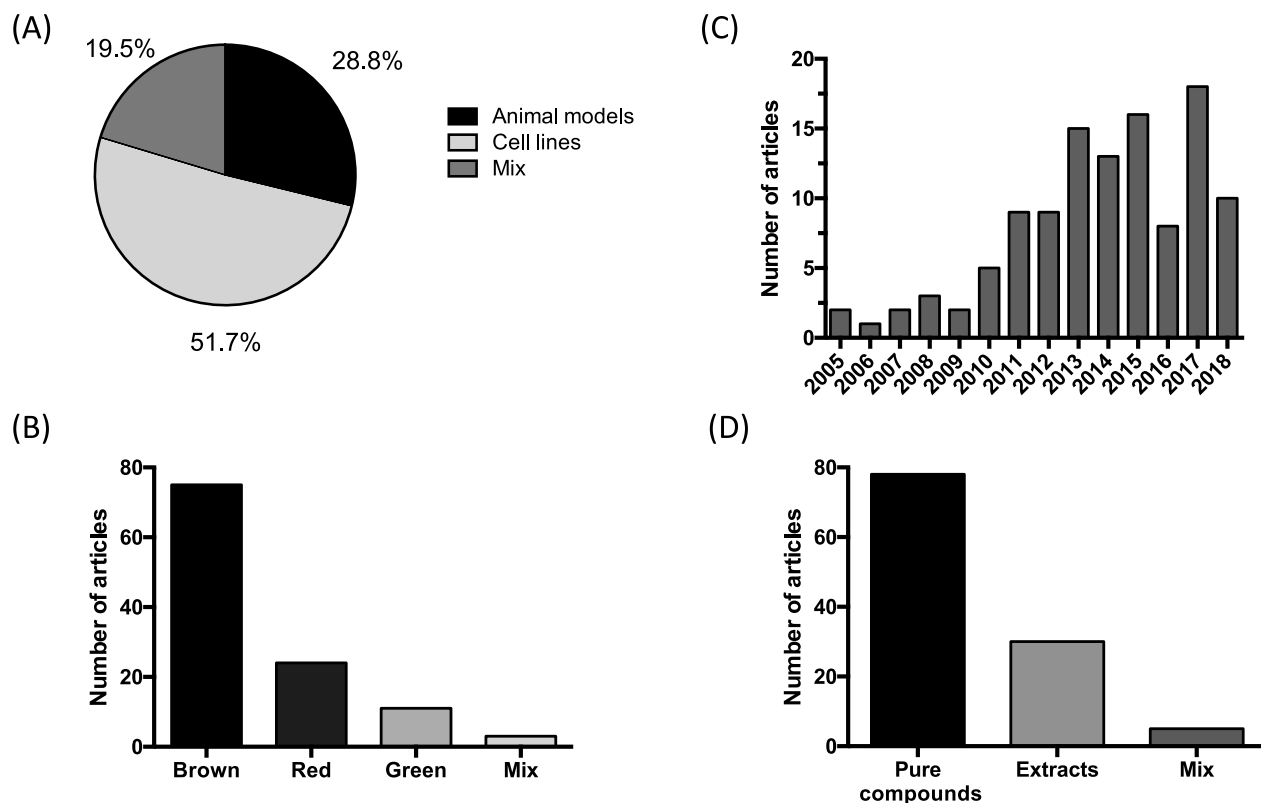 (A)
19.5%
28.8%
51.7%
Animal models
Cell lines
Mix
(B)
Number of articles
80
60
40
20
0
Brown
Red
Green
Mix
(C)
Number of articles
20
15
10
5
0
2005
2006
2007
2008
2009
2010
2011
2012
2013
2014
2015
2016
2017
2018
(D)
Number of articles
80
60
40
20
0
Pure
compounds
Extracts
Mix